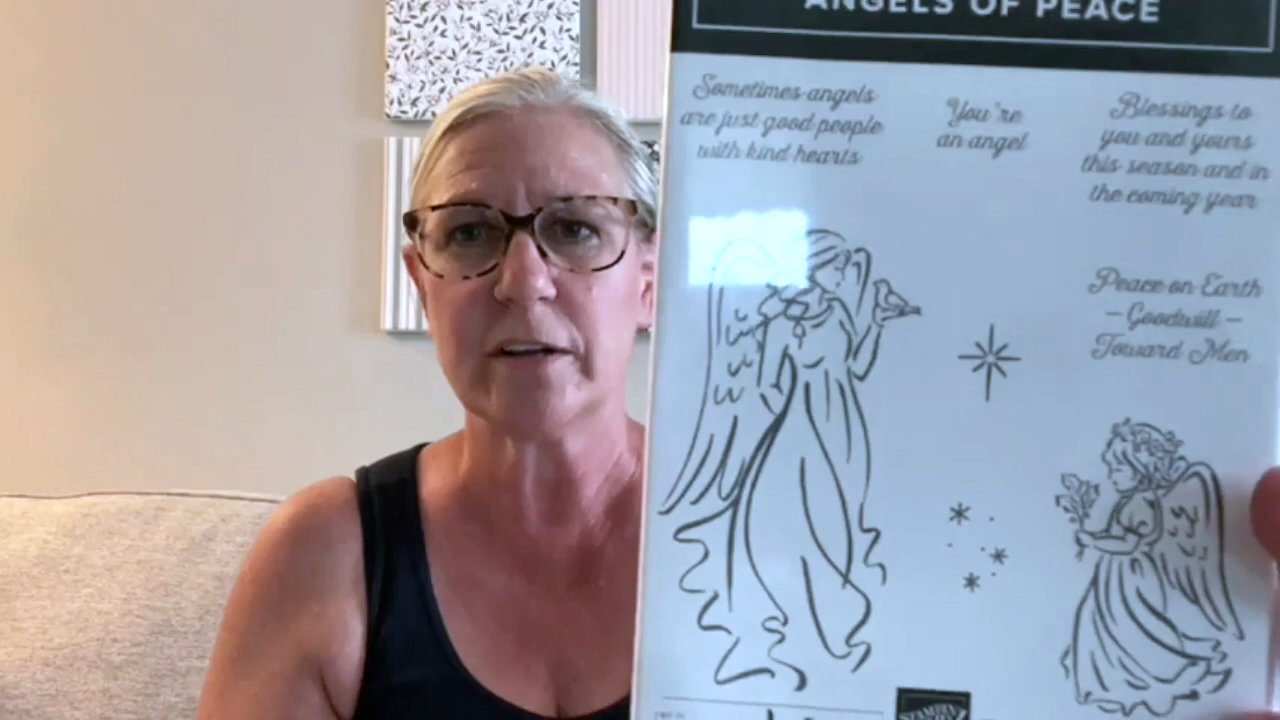 ANGELS OF PEACE
Sometimes angels
are just good people
with kind hearts
You're
an angel
Blessings to
you and yours
this season and in
the coming year
Peace on Earth
– Goodwill –
Toward Men
STAMPIN'